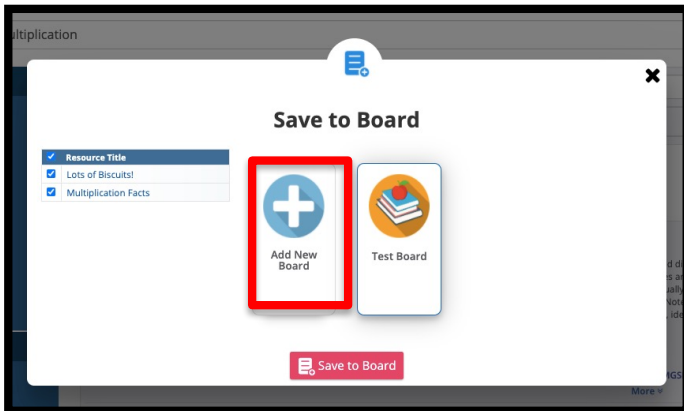 ultiplication
Save to Board
Resource Title
Lots of Biscuits!
Multiplication Facts
Add New
Board
Test Board
Save to Board
More